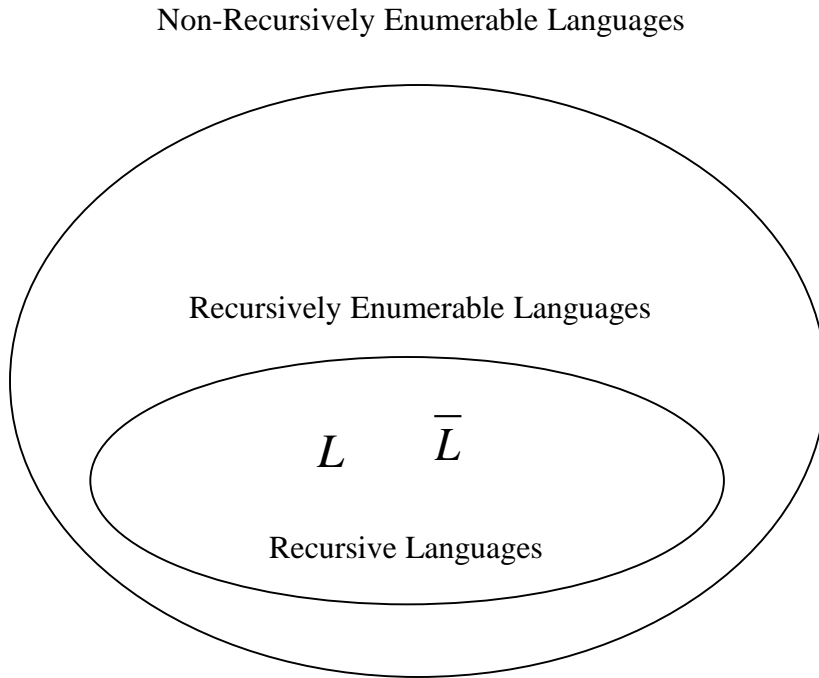 Non-Recursively Enumerable Languages
Recursively Enumerable Languages
L L̅
Recursive Languages